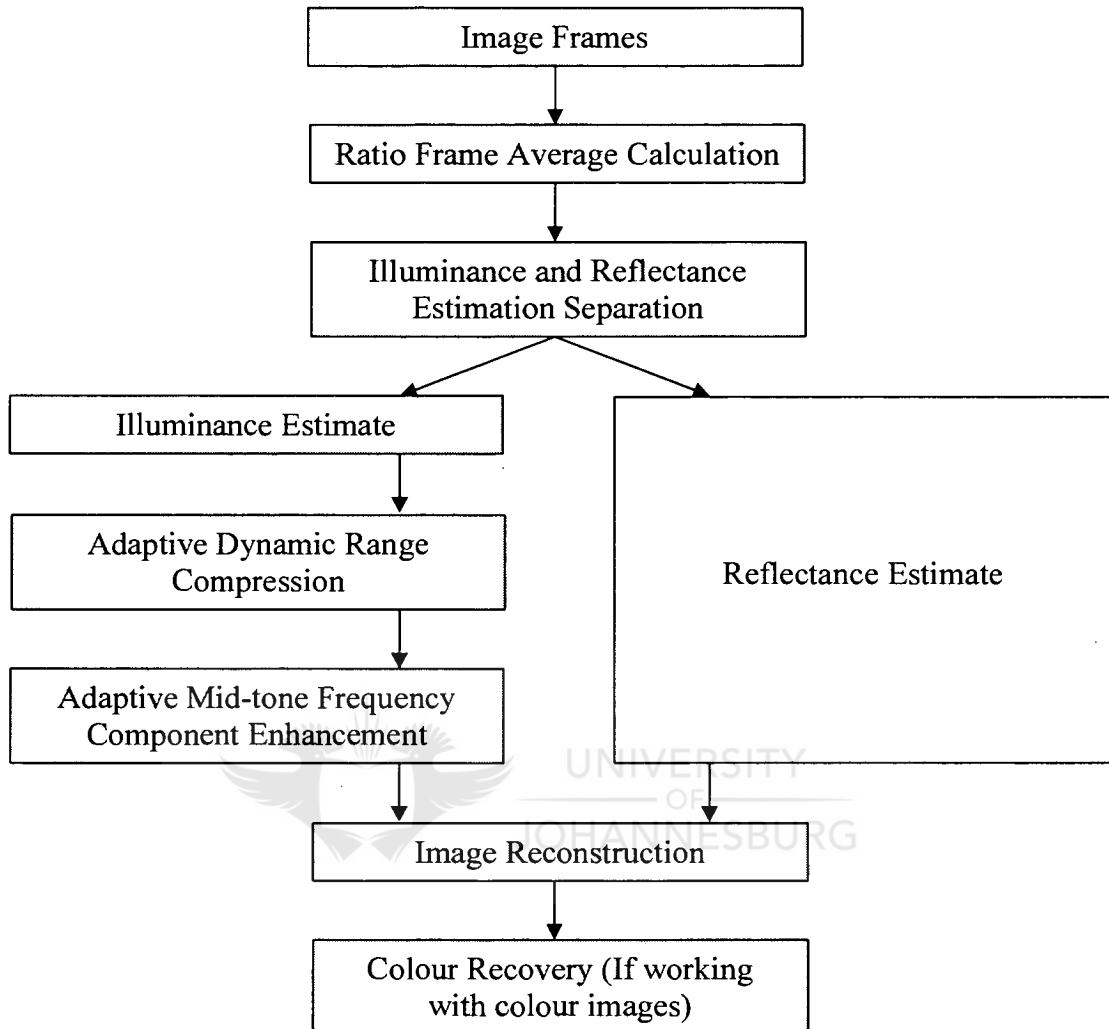 Image Frames
Ratio Frame Average Calculation
Illuminance and Reflectance
Estimation Separation
Illuminance Estimate
Adaptive Dynamic Range
Compression
Adaptive Mid-tone Frequency
Component Enhancement
Reflectance Estimate
UNIVERSITY
OF
JOHANNESBURG
Image Reconstruction
Colour Recovery (If working
with colour images)